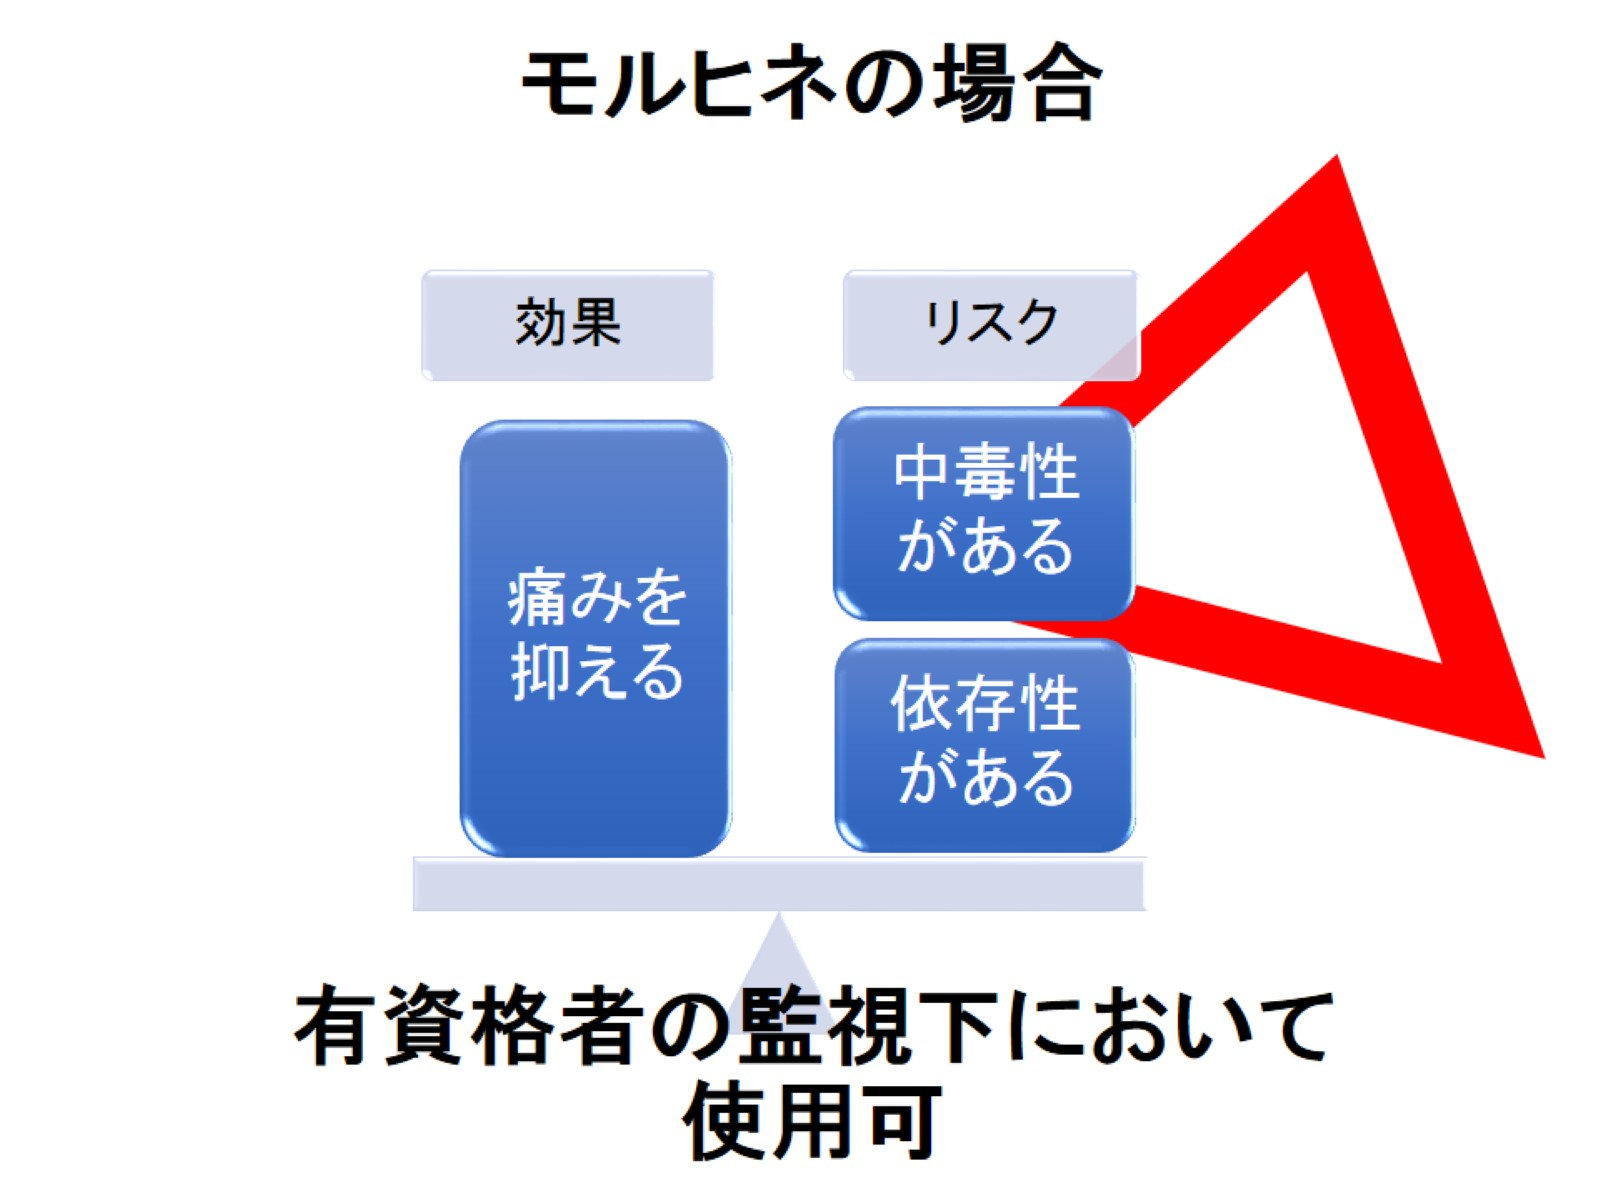 モルヒネの場合
効果
リスク
痛みを
抑える
中毒性
がある
依存性
がある
有資格者の監視下において
使用可